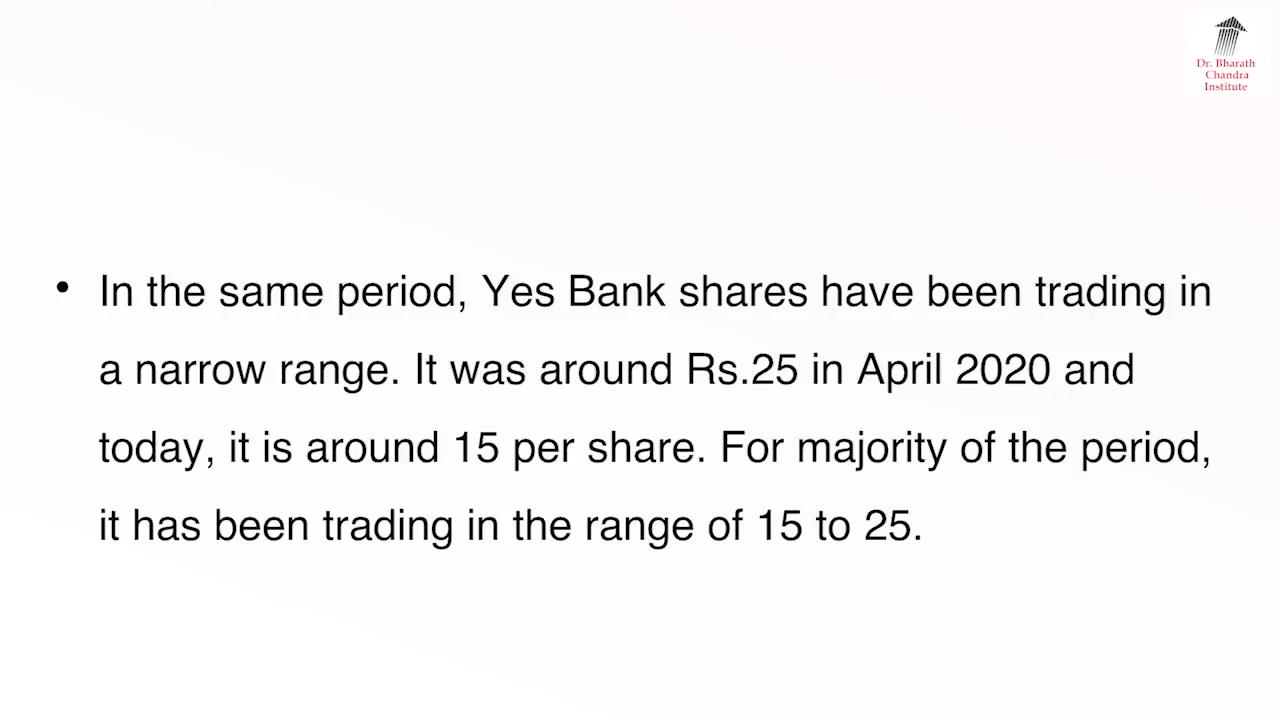 Dr. Bharath
Chandra
Institute
• In the same period, Yes Bank shares have been trading in
a narrow range. It was around Rs.25 in April 2020 and
today, it is around 15 per share. For majority of the period,
it has been trading in the range of 15 to 25.